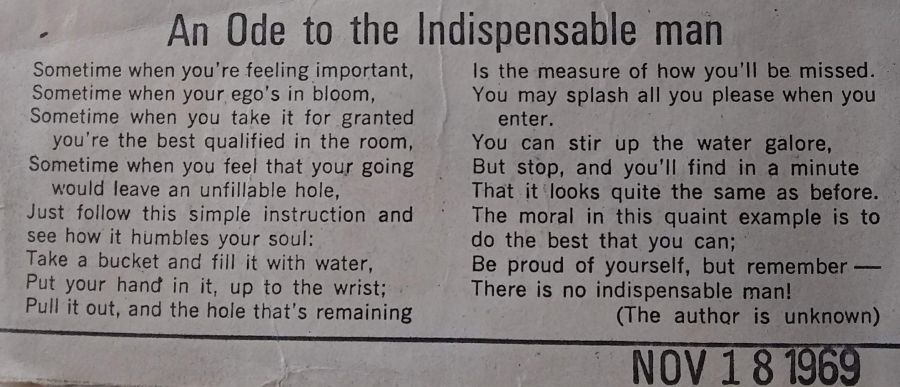 An Ode to the Indispensable man
Sometime when you're feeling important,
Sometime when your ego's in bloom,
Sometime when you take it for granted
you're the best qualified in the room,
Sometime when you feel that your going
would leave an unfillable hole,
Just follow this simple instruction and
see how it humbles your soul:
Take a bucket and fill it with water,
Put your hand in it, up to the wrist;
Pull it out, and the hole that's remaining
Is the measure of how you'll be missed.
You may splash all you please when you
enter.
You can stir up the water galore,
But stop, and you'll find in a minute
That it looks quite the same as before.
The moral in this quaint example is to
do the best that you can;
Be proud of yourself, but remember —
There is no indispensable man!
(The author is unknown)
NOV 18 1969